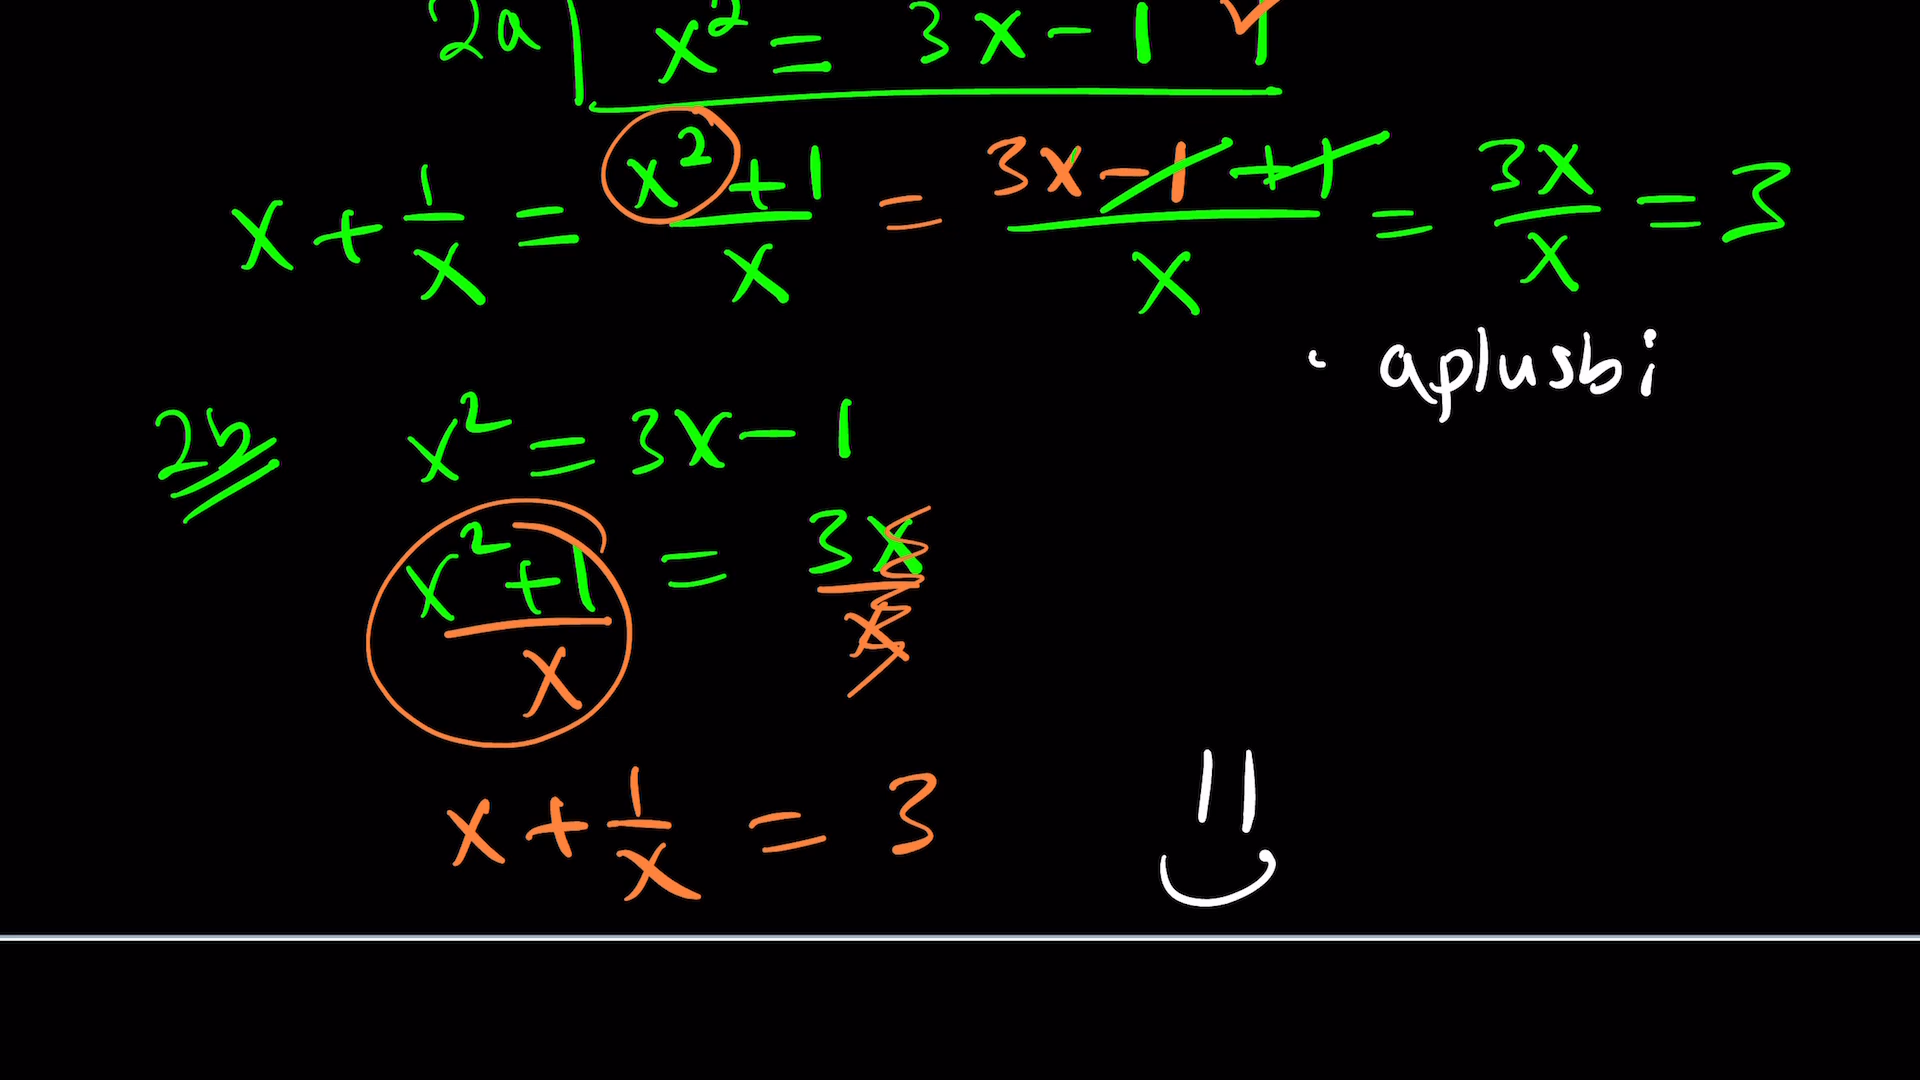 2a x² = 3x - 1 ✓
x + 1/x = (x² + 1)/x = (3x - 1 + 1)/x = 3x/x = 3
aplusbi
2b x² = 3x - 1
(x² + 1)/x = 3x/x
x + 1/x = 3